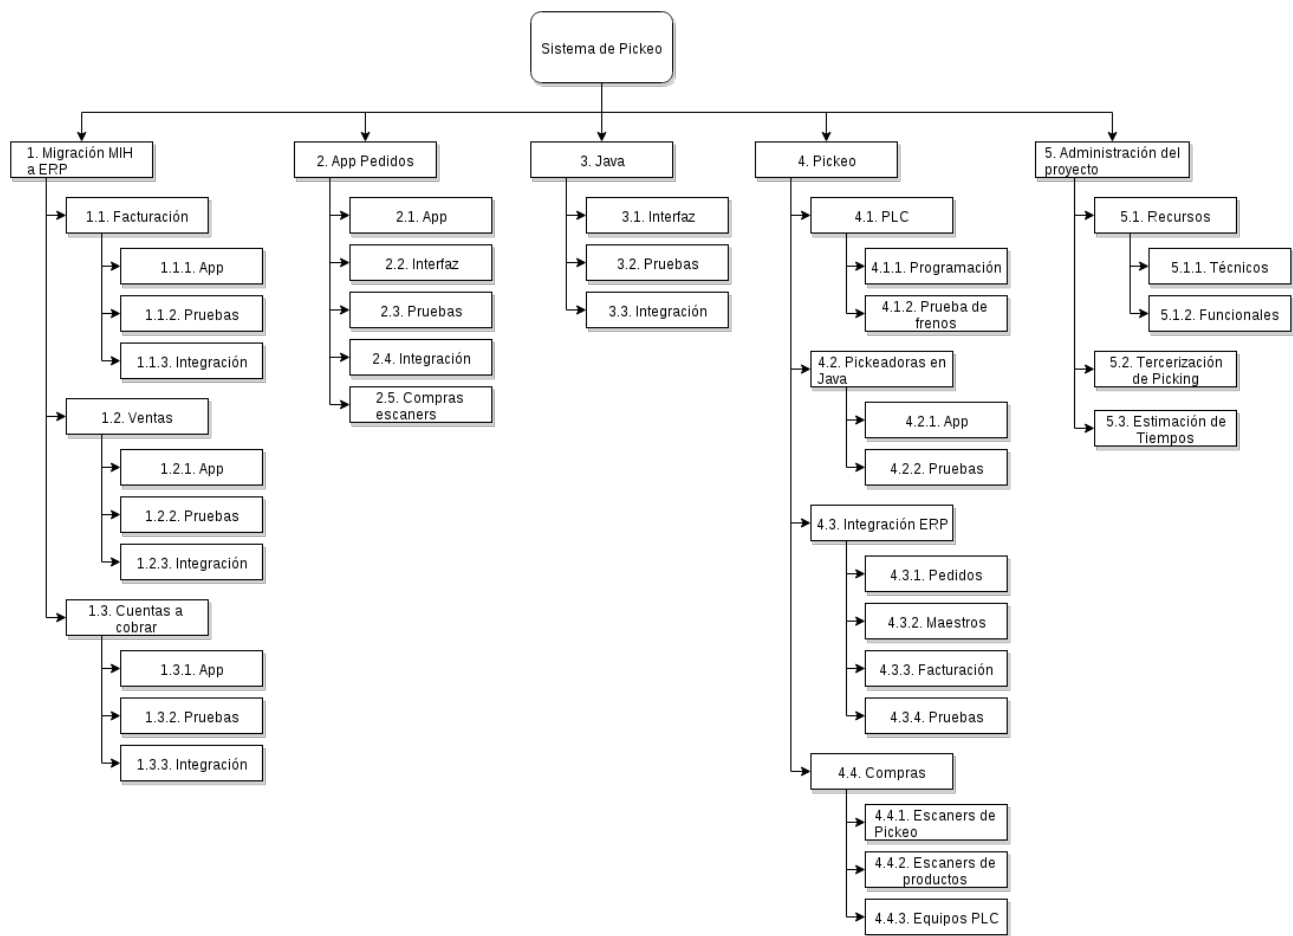 Sistema de Pickeo
1. Migración MIH
a ERP
1.1. Facturación
1.1.1. App
1.1.2. Pruebas
1.1.3. Integración
1.2. Ventas
1.2.1. App
1.2.2. Pruebas
1.2.3. Integración
1.3. Cuentas a
cobrar
1.3.1. App
1.3.2. Pruebas
1.3.3. Integración
2. App Pedidos
2.1. App
2.2. Interfaz
2.3. Pruebas
2.4. Integración
2.5. Compras
escaners
3. Java
3.1. Interfaz
3.2. Pruebas
3.3. Integración
4. Pickeo
4.1. PLC
4.1.1. Programación
4.1.2. Prueba de
frenos
4.2. Pickeadoras en
Java
4.2.1. App
4.2.2. Pruebas
4.3. Integración ERP
4.3.1. Pedidos
4.3.2. Maestros
4.3.3. Facturación
4.3.4. Pruebas
4.4. Compras
4.4.1. Escaners de
Pickeo
4.4.2. Escaners de
productos
4.4.3. Equipos PLC
5. Administración del
proyecto
5.1. Recursos
5.1.1. Técnicos
5.1.2. Funcionales
5.2. Tercerización
de Picking
5.3. Estimación de
Tiempos